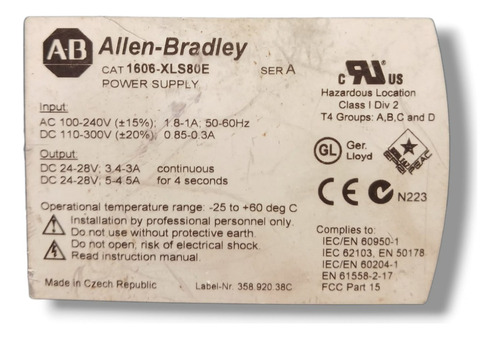 AB Allen-Bradley
CAT 1606-XLS80E SER A
POWER SUPPLY
Input:
AC 100-240V (±15%); 1.8-1A; 50-60Hz
DC 110-300V (±20%); 0.85-0.3A
Output:
DC 24-28V; 3.4-3A continuous
DC 24-28V; 5-4.5A for 4 seconds
Operational temperature range: -25 to +60 deg C
Installation by professional personnel only.
Do not use without protective earth.
Do not open, risk of electrical shock.
Read instruction manual.
Made in Czech Republic Label-Nr. 358.920.38C
C US
Hazardous Location
Class I Div 2
T4 Groups: A,B,C and D
GL Ger. Lloyd
CE N223
Complies to:
IEC/EN 60950-1
IEC 62103, EN 50178
IEC/EN 60204-1
EN 61558-2-17
FCC Part 15